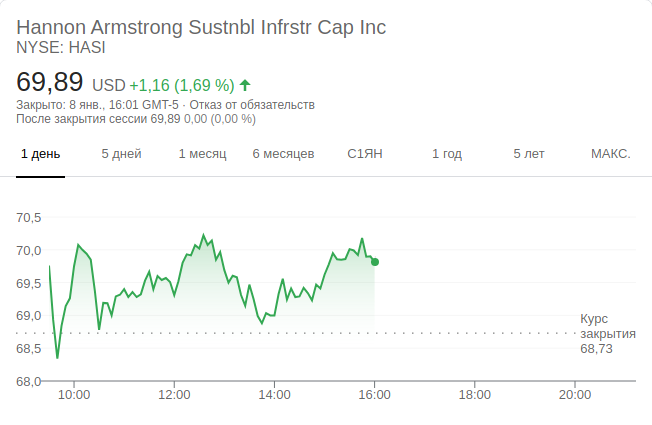 Hannon Armstrong Sustnbl Infrstr Cap Inc
NYSE: HASI
69,89 USD +1,16 (1,69 %)
Закрыто: 8 янв., 16:01 GMT-5 · Отказ от обязательств
После закрытия сессии 69,89 0,00 (0,00 %)
1 день 5 дней 1 месяц 6 месяцев С1ЯН 1 год 5 лет МАКС.
70,5
70,0
69,5
69,0
68,5
68,0
Курс
закрытия
68,73
10:00 12:00 14:00 16:00 18:00 20:00